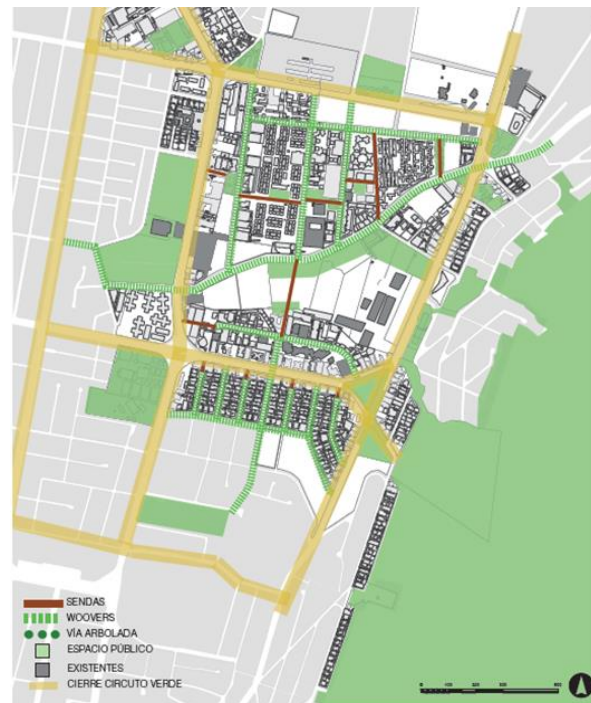 SENDAS
WOOVERS
VÍA ARBOLADA
ESPACIO PÚBLICO
EXISTENTES
CIERRE CIRCUTO VERDE